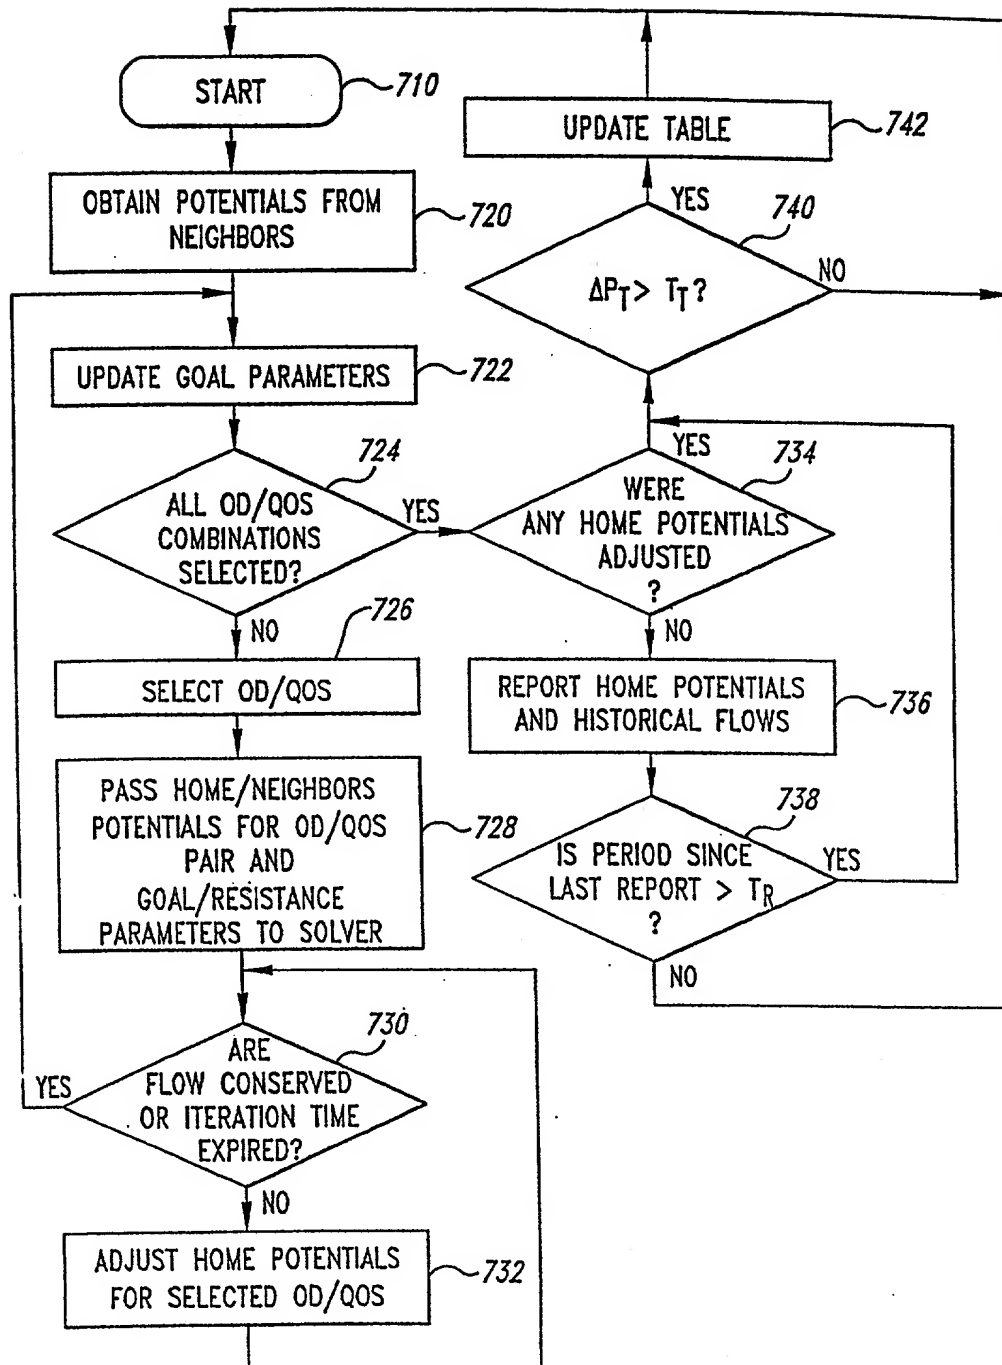 START
710
OBTAIN POTENTIALS FROM
NEIGHBORS
720
UPDATE GOAL PARAMETERS
722
724
ALL OD/QOS
COMBINATIONS
SELECTED?
YES
NO
726
SELECT OD/QOS
PASS HOME/NEIGHBORS
POTENTIALS FOR OD/QOS
PAIR AND
GOAL/RESISTANCE
PARAMETERS TO SOLVER
728
730
ARE
FLOW CONSERVED
OR ITERATION TIME
EXPIRED?
YES
NO
ADJUST HOME POTENTIALS
FOR SELECTED OD/QOS
732
UPDATE TABLE
742
YES
740
ΔPT > TT?
NO
YES
734
WERE
ANY HOME POTENTIALS
ADJUSTED
?
NO
REPORT HOME POTENTIALS
AND HISTORICAL FLOWS
736
738
IS PERIOD SINCE
LAST REPORT > TR
?
YES
NO